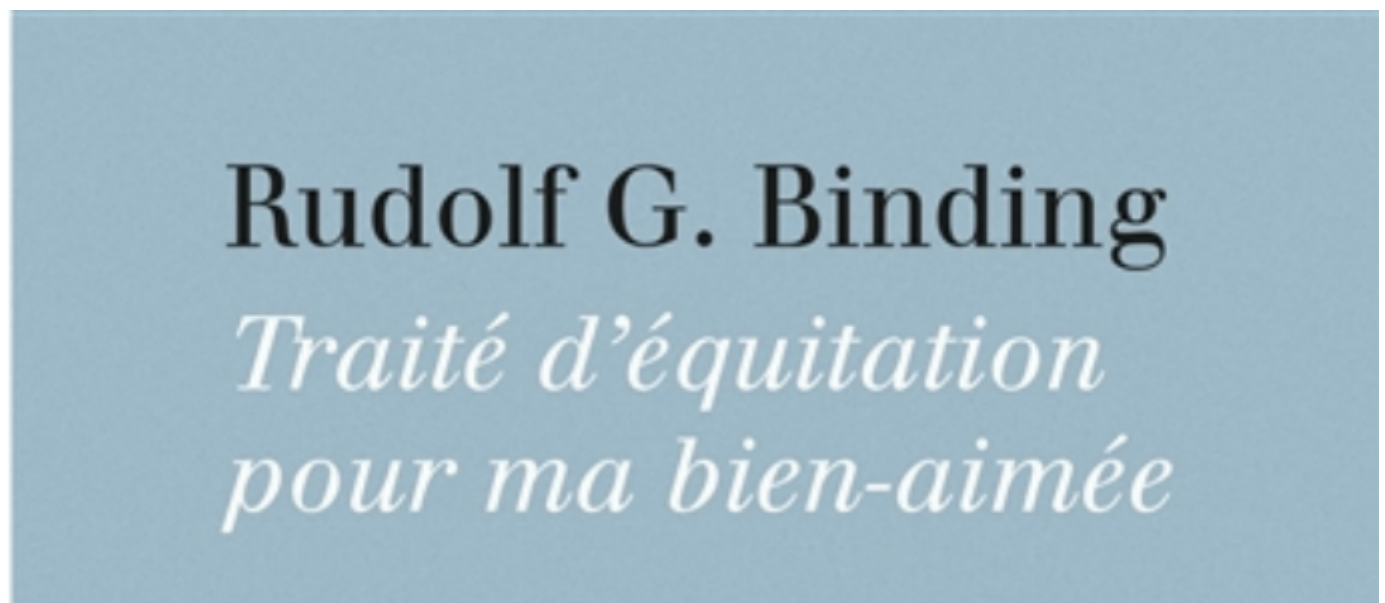 Rudolf G. Binding
Traité d’équitation
pour ma bien-aimée